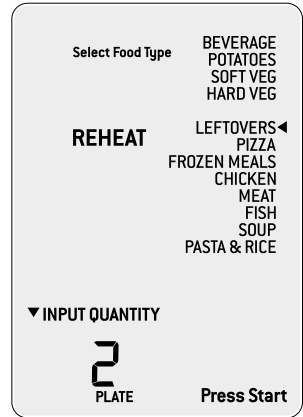 Select Food Type
BEVERAGE
POTATOES
SOFT VEG
HARD VEG
REHEAT
LEFTOVERS◀
PIZZA
FROZEN MEALS
CHICKEN
MEAT
FISH
SOUP
PASTA & RICE
▼INPUT QUANTITY
2
PLATE
Press Start